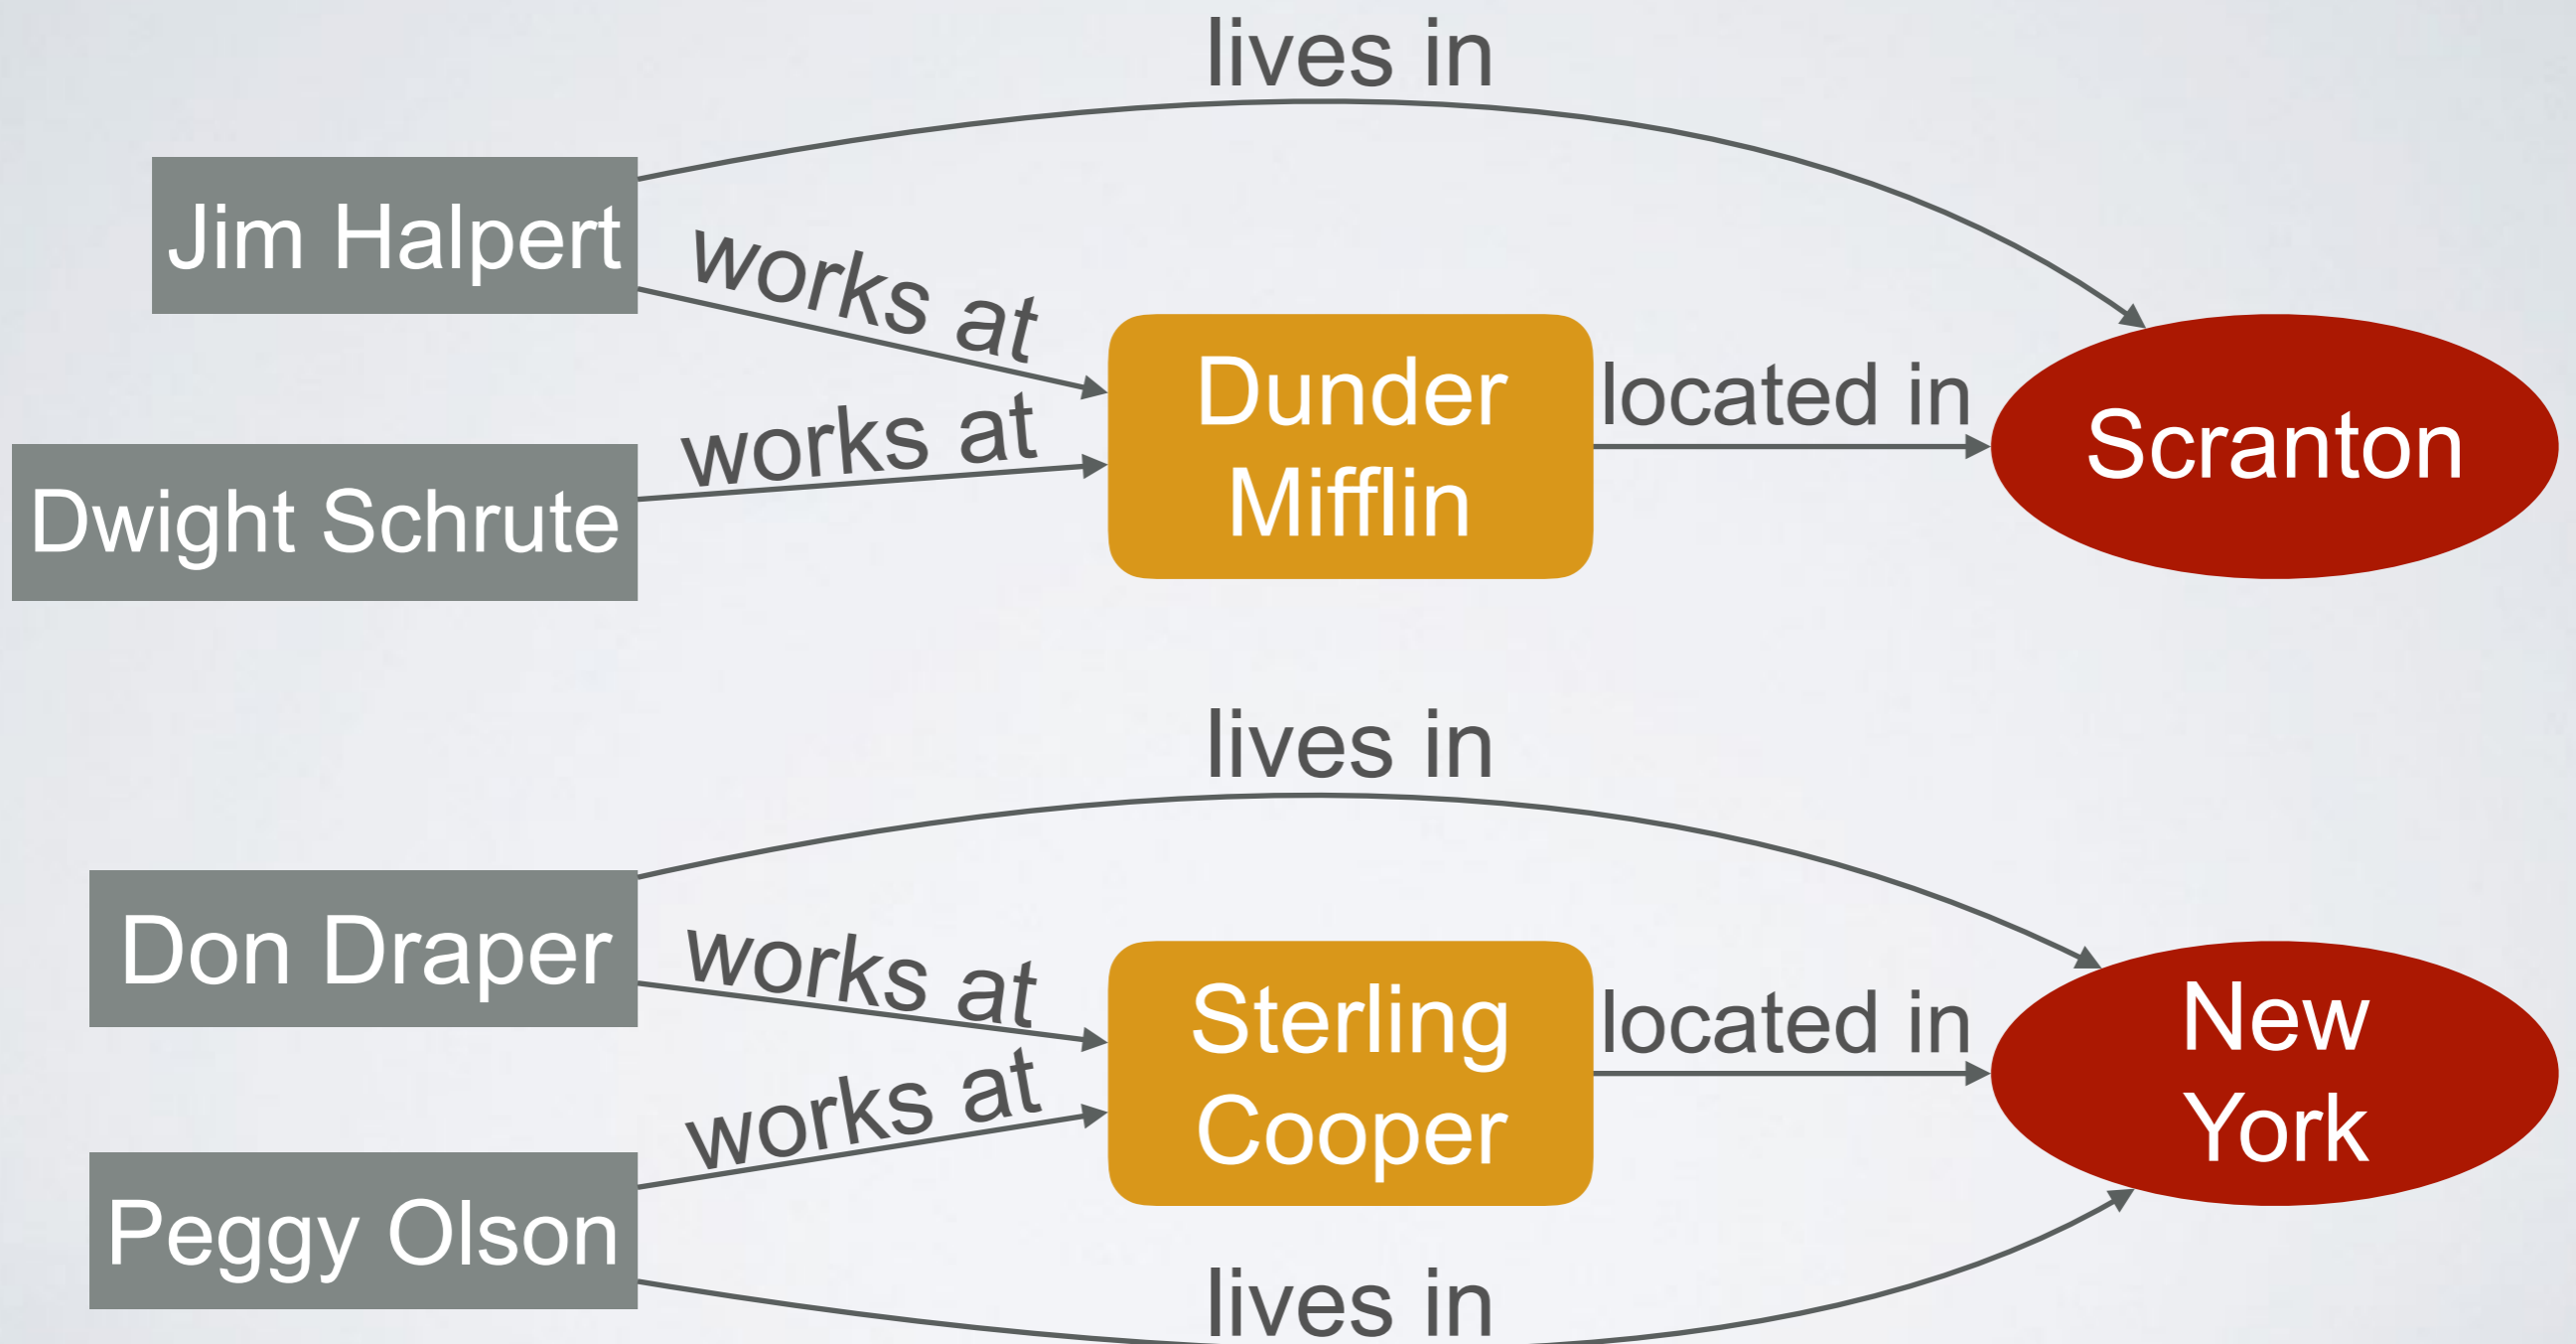 lives in
Jim Halpert
works at
Dunder
Mifflin
located in
Scranton
works at
Dwight Schrute
lives in
Don Draper
works at
Sterling
Cooper
located in
New
York
works at
Peggy Olson
lives in